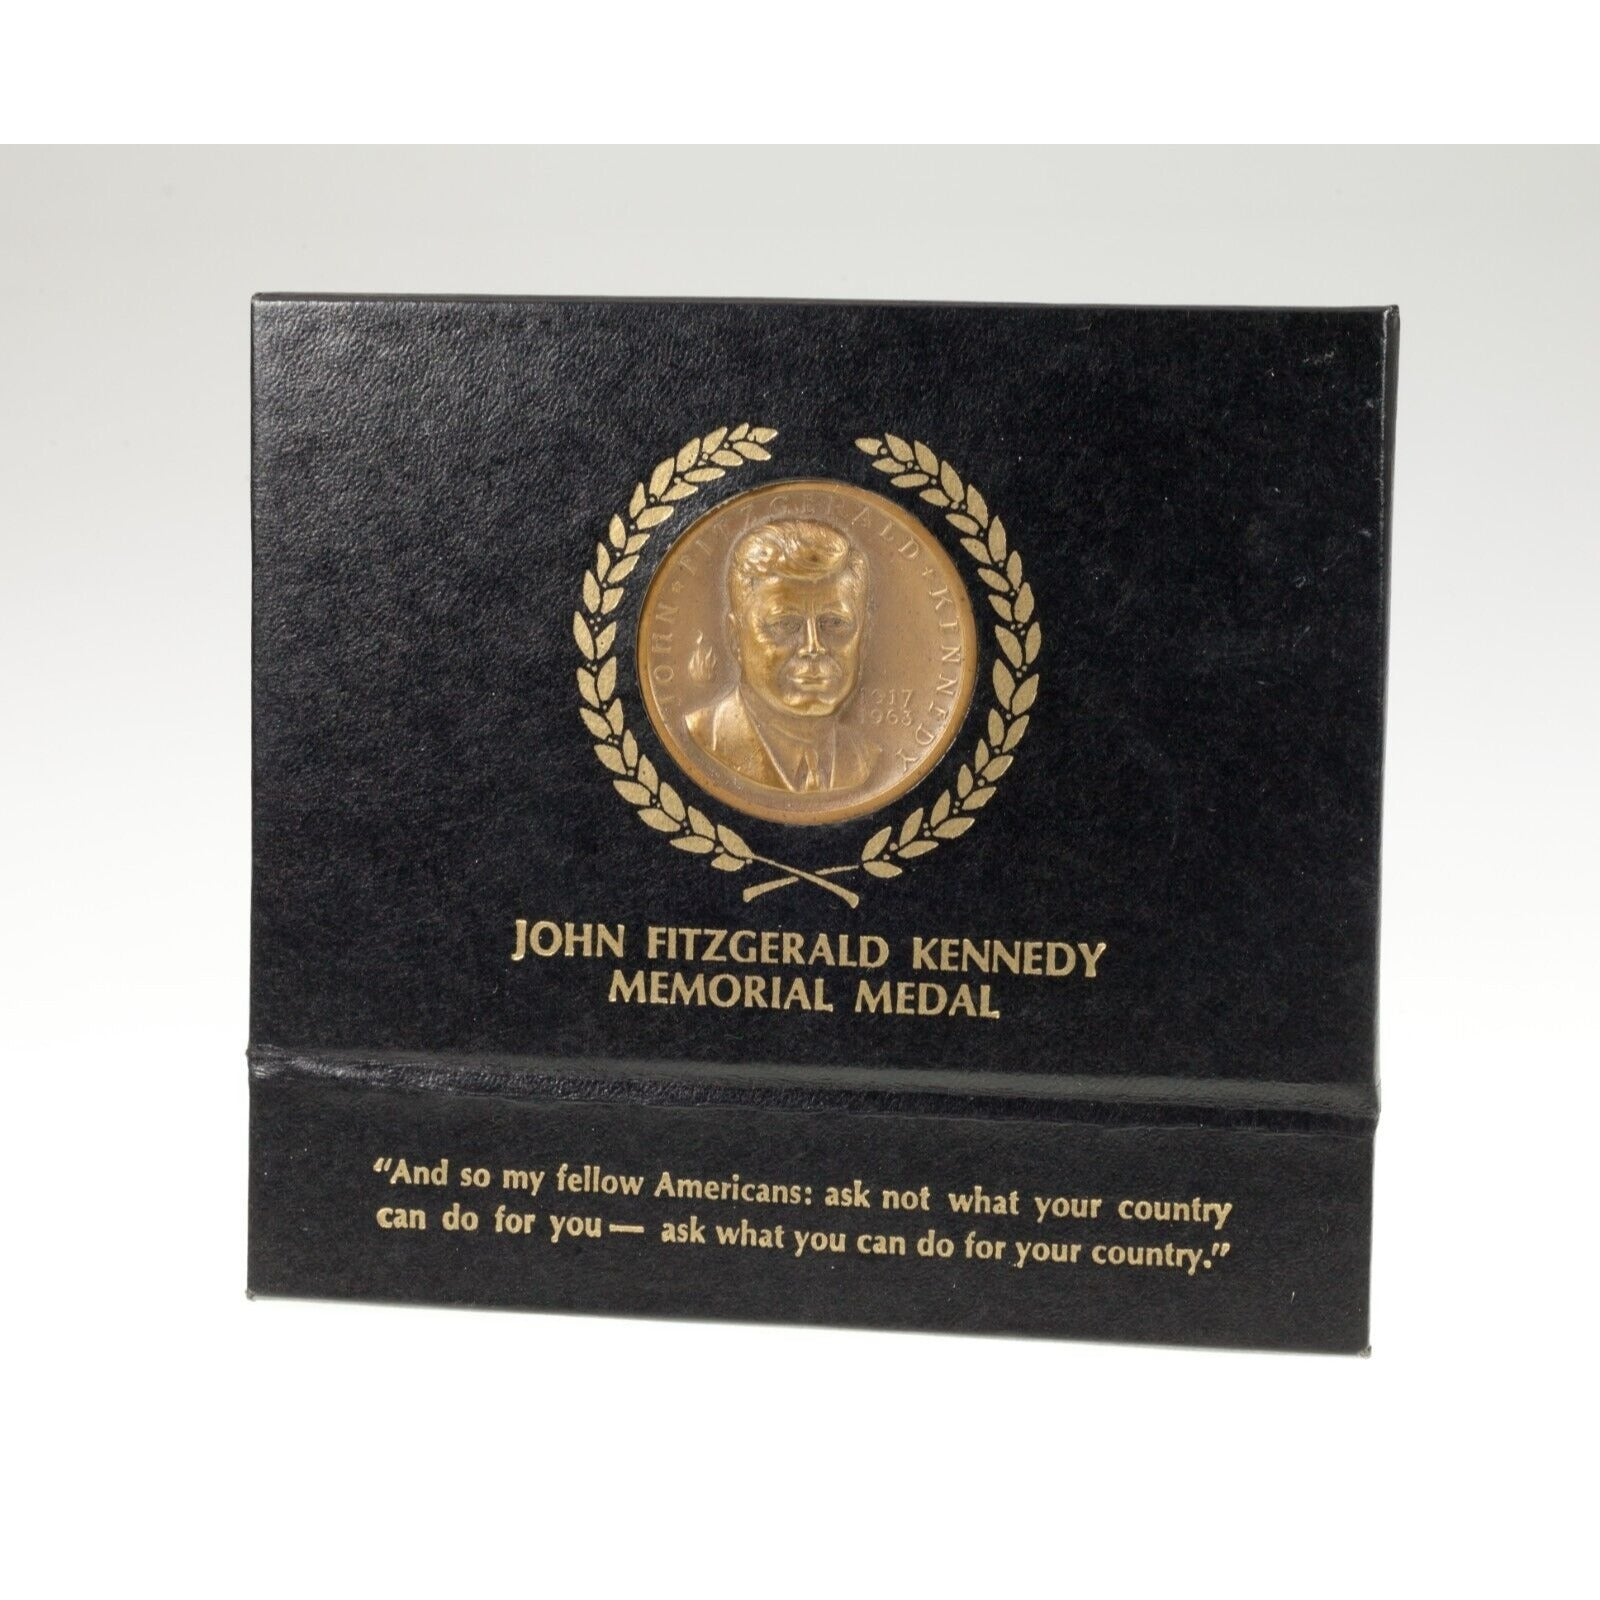 JOHN ★ FITZGERALD ★ KENNEDY
1917
1963
JOHN FITZGERALD KENNEDY
MEMORIAL MEDAL
“And so my fellow Americans: ask not what your country
can do for you — ask what you can do for your country.”